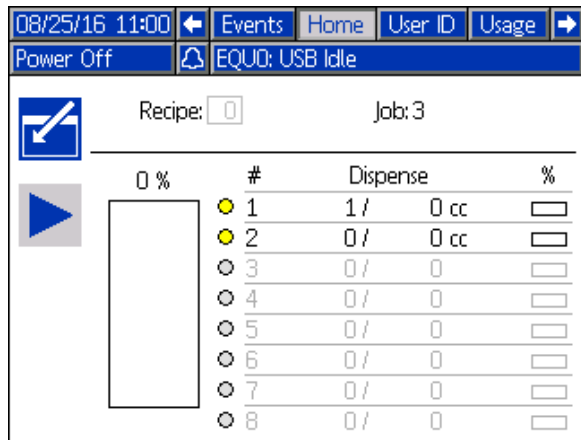 08/25/16 11:00 Events Home User ID Usage
Power Off EQU0: USB Idle
Recipe: 0 Job: 3
0 % # Dispense %
1 1 / 0 cc
2 0 / 0 cc
3 0 / 0
4 0 / 0
5 0 / 0
6 0 / 0
7 0 / 0
8 0 / 0